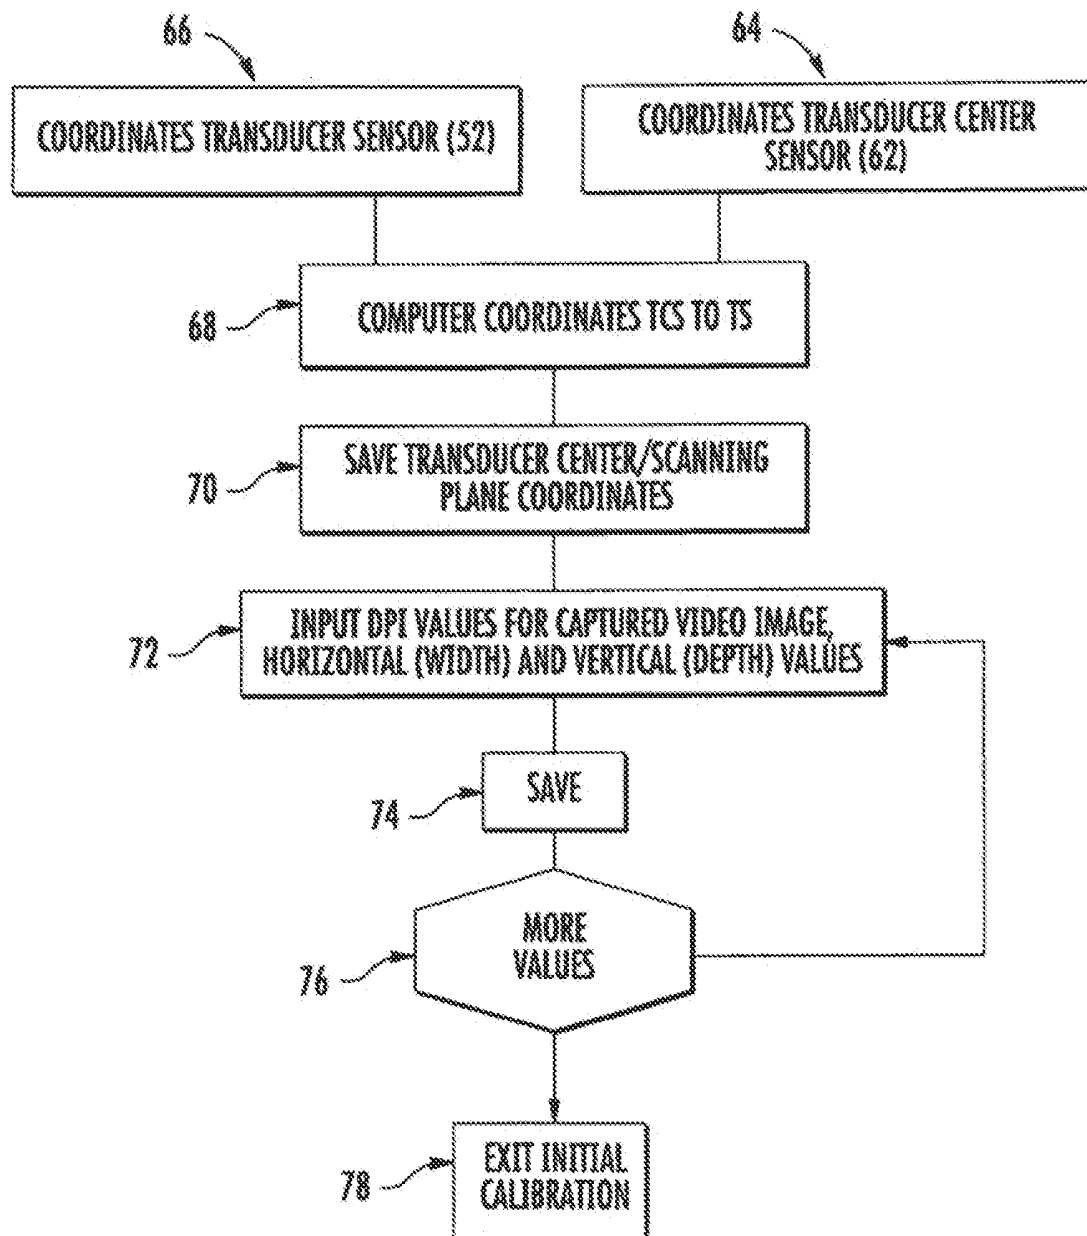 66
64
COORDINATES TRANSDUCER SENSOR (52)
COORDINATES TRANSDUCER CENTER
SENSOR (62)
68
COMPUTER COORDINATES TCS TO TS
70
SAVE TRANSDUCER CENTER/SCANNING
PLANE COORDINATES
72
INPUT DPI VALUES FOR CAPTURED VIDEO IMAGE,
HORIZONTAL (WIDTH) AND VERTICAL (DEPTH) VALUES
74
SAVE
76
MORE
VALUES
78
EXIT INITIAL
CALIBRATION